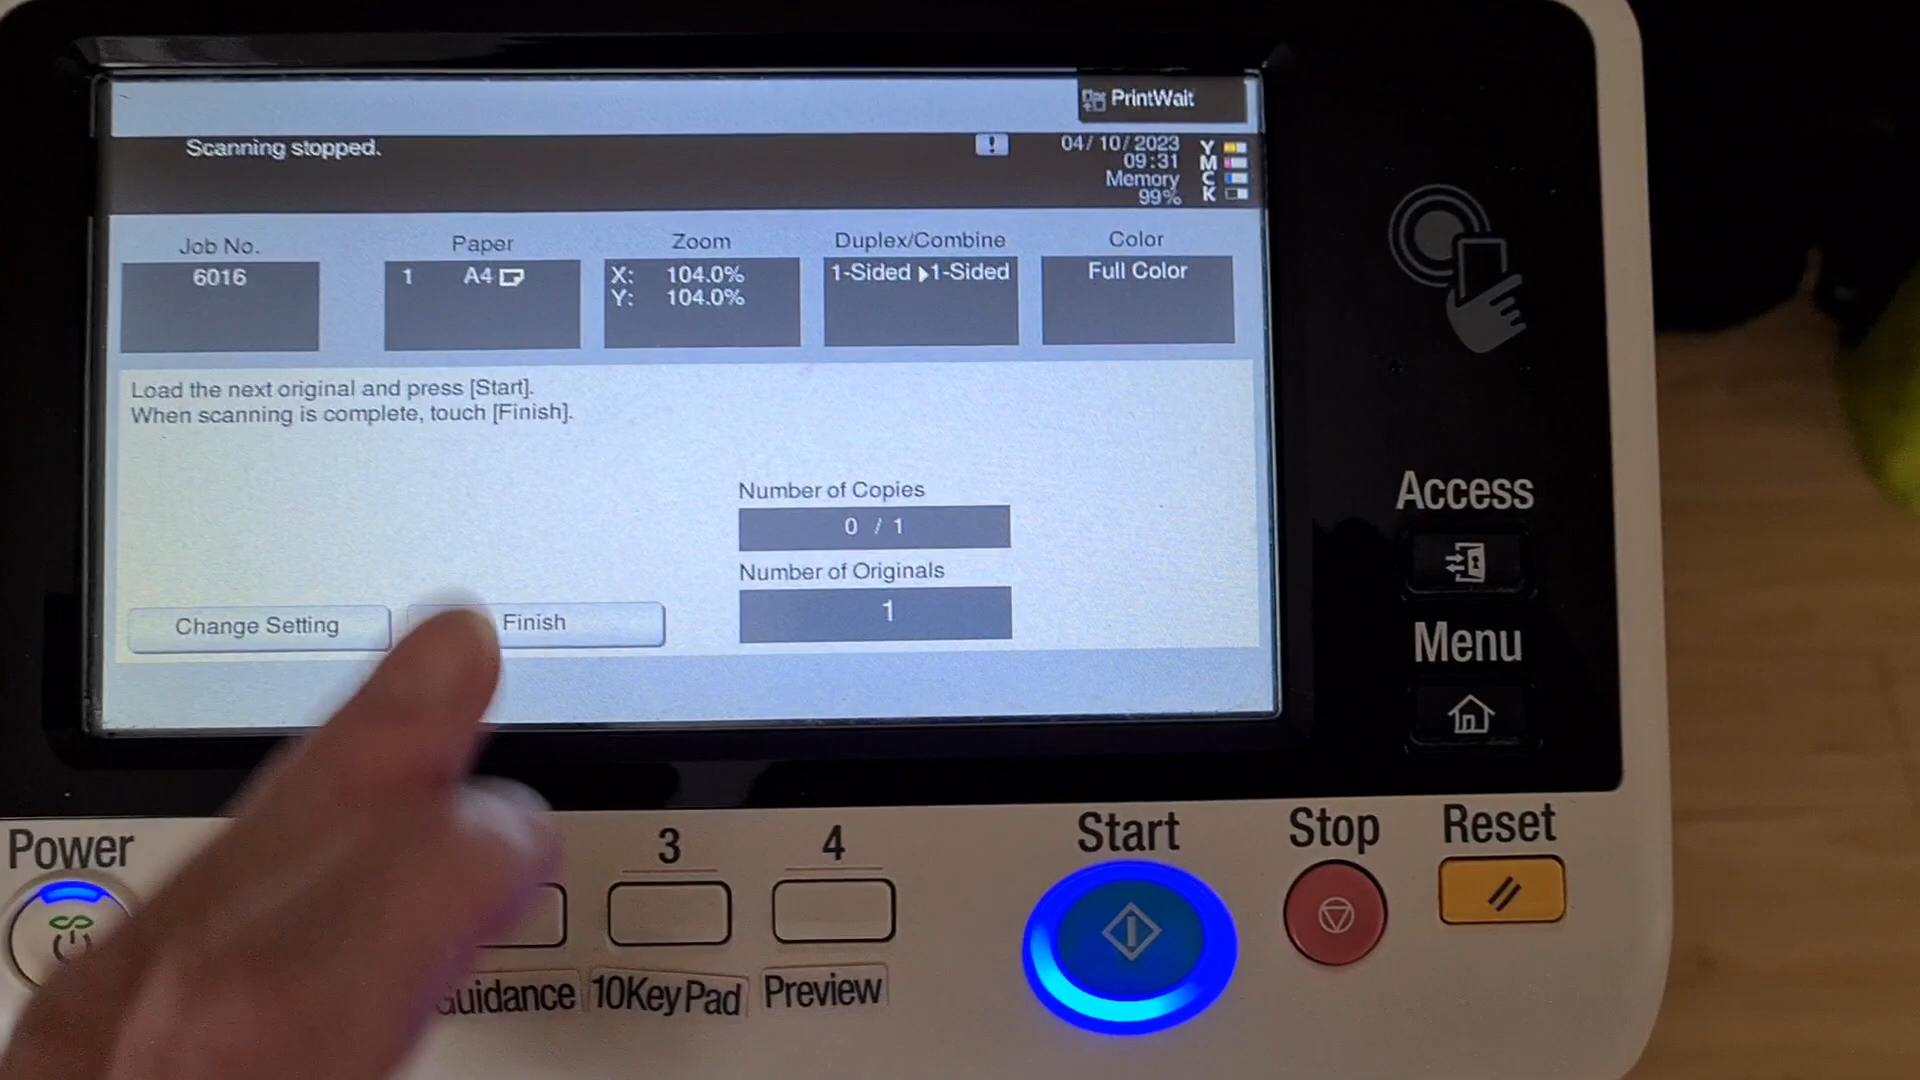 PrintWait
Scanning stopped.
!
04/10/2023
09:31
Memory
99%
Y
M
C
K
Job No.
6016
Paper
1 A4
Zoom
X: 104.0%
Y: 104.0%
Duplex/Combine
1-Sided ▶1-Sided
Color
Full Color
Load the next original and press [Start].
When scanning is complete, touch [Finish].
Number of Copies
0 / 1
Number of Originals
1
Change Setting
Finish
Access
Menu
Power
3
4
Start
Stop
Reset
Guidance
10KeyPad
Preview